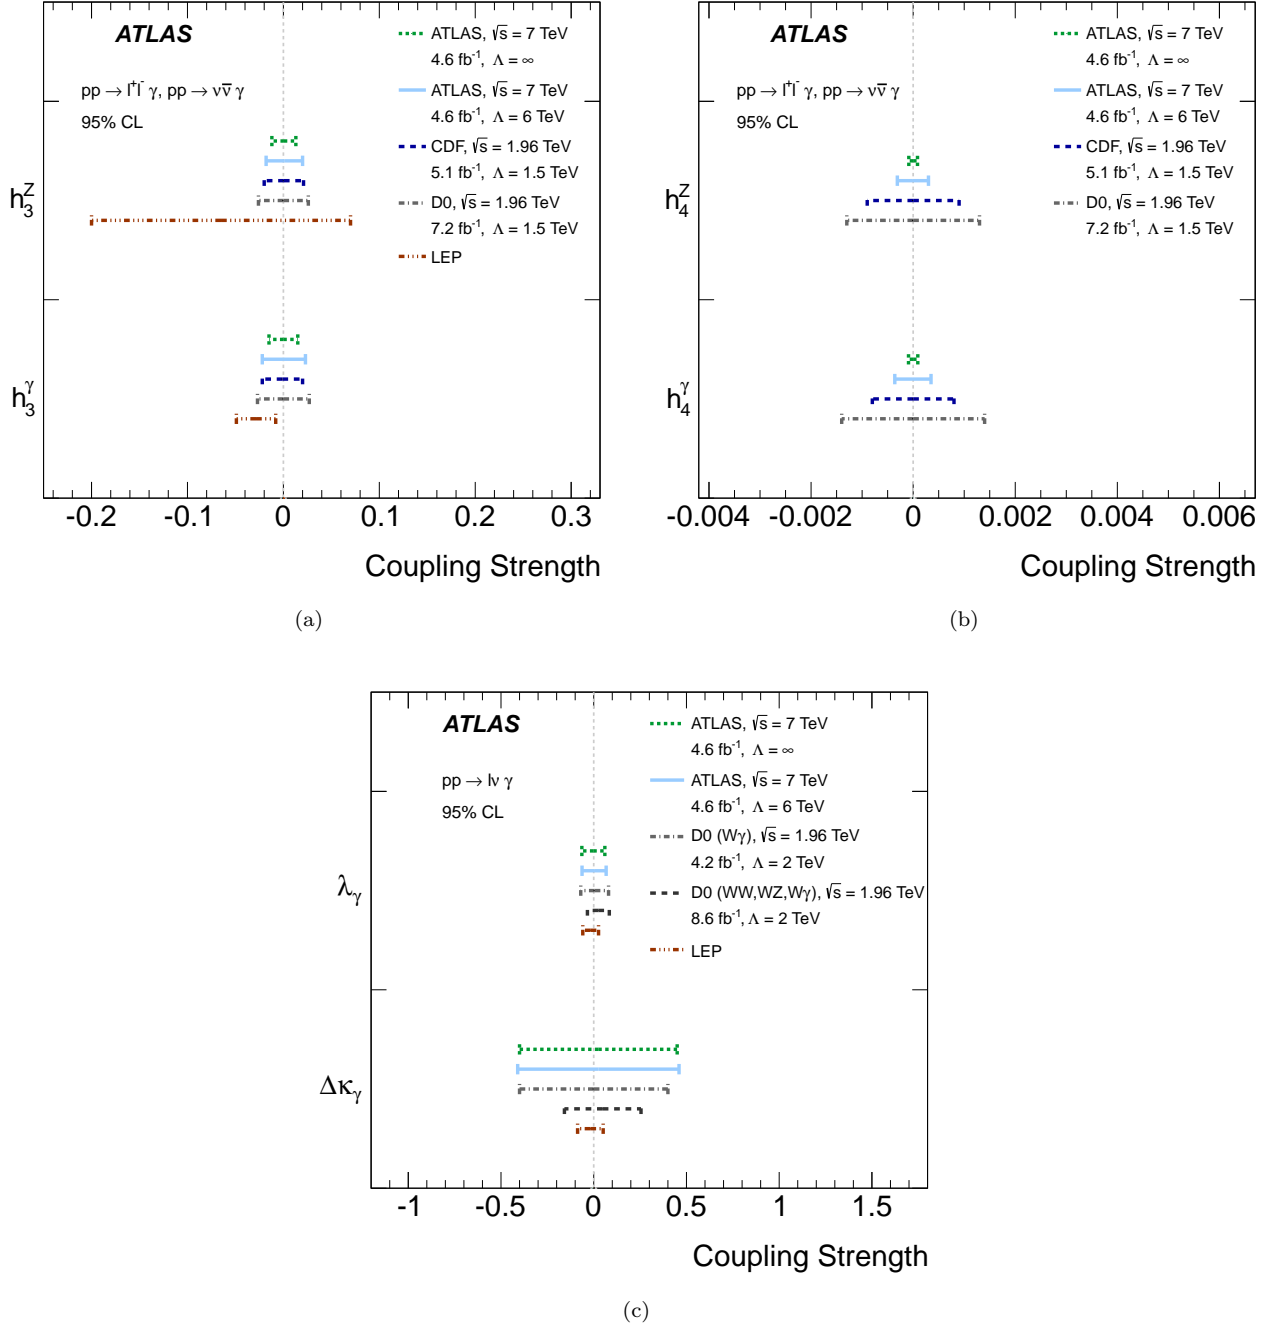 ATLAS
pp → l⁺l⁻ γ, pp → νν̅ γ
95% CL
ATLAS, √s = 7 TeV
4.6 fb⁻¹, Λ = ∞
ATLAS, √s = 7 TeV
4.6 fb⁻¹, Λ = 6 TeV
CDF, √s = 1.96 TeV
5.1 fb⁻¹, Λ = 1.5 TeV
D0, √s = 1.96 TeV
7.2 fb⁻¹, Λ = 1.5 TeV
LEP
h₃ᶻ
h₃ᵞ
-0.2 -0.1 0 0.1 0.2 0.3
Coupling Strength
(a)
ATLAS
pp → l⁺l⁻ γ, pp → νν̅ γ
95% CL
ATLAS, √s = 7 TeV
4.6 fb⁻¹, Λ = ∞
ATLAS, √s = 7 TeV
4.6 fb⁻¹, Λ = 6 TeV
CDF, √s = 1.96 TeV
5.1 fb⁻¹, Λ = 1.5 TeV
D0, √s = 1.96 TeV
7.2 fb⁻¹, Λ = 1.5 TeV
h₄ᶻ
h₄ᵞ
-0.004 -0.002 0 0.002 0.004 0.006
Coupling Strength
(b)
ATLAS
pp → lν γ
95% CL
ATLAS, √s = 7 TeV
4.6 fb⁻¹, Λ = ∞
ATLAS, √s = 7 TeV
4.6 fb⁻¹, Λ = 6 TeV
D0 (Wγ), √s = 1.96 TeV
4.2 fb⁻¹, Λ = 2 TeV
D0 (WW,WZ,Wγ), √s = 1.96 TeV
8.6 fb⁻¹, Λ = 2 TeV
LEP
λᵧ
Δκᵧ
-1 -0.5 0 0.5 1 1.5
Coupling Strength
(c)